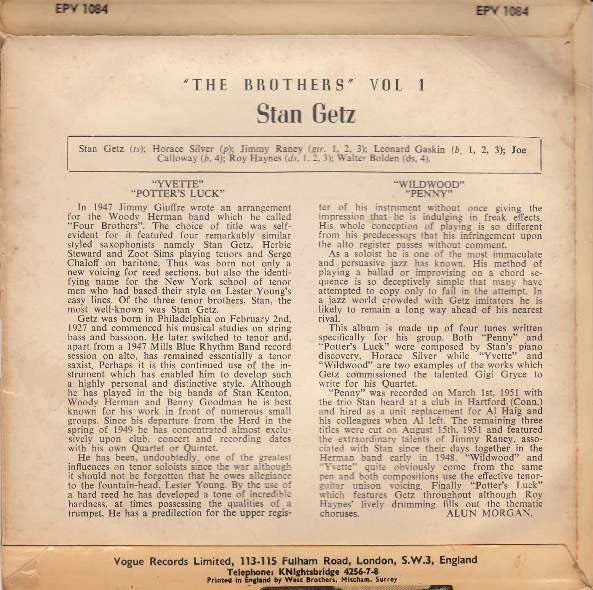 EPV 1084
EPV 1084
"THE BROTHERS" VOL 1
Stan Getz
Stan Getz (ts); Horace Silver (p); Jimmy Raney (gtr. 1, 2, 3); Leonard Gaskin (b, 1, 2, 3); Joe
Calloway (b, 4); Roy Haynes (ds, 1, 2, 3); Walter Bolden (ds, 4).
"YVETTE"
"POTTER'S LUCK"
In 1947 Jimmy Giuffre wrote an arrangement
for the Woody Herman band which he called
"Four Brothers". The choice of title was self-
evident for it featured four remarkably similar
styled saxophonists namely Stan Getz, Herbie
Steward and Zoot Sims playing tenors and Serge
Chaloff on baritone. Thus was born not only a
new voicing for reed sections, but also the identi-
fying name for the New York school of tenor
men who had based their style on Lester Young's
easy lines. Of the three tenor brothers, Stan, the
most well-known was Stan Getz.
Getz was born in Philadelphia on February 2nd,
1927 and commenced his musical studies on string
bass and bassoon. He later switched to tenor and,
apart from a 1947 Mills Blue Rhythm Band record
session on alto, has remained essentially a tenor
saxist. Perhaps it is this continued use of the in-
strument which has enabled him to develop such
a highly personal and distinctive style. Although
he has played in the big bands of Stan Kenton,
Woody Herman and Benny Goodman he is best
known for his work in front of numerous small
groups. Since his departure from the Herd in the
spring of 1949 he has concentrated almost exclu-
sively upon club, concert and recording dates
with his own Quartet or Quintet.
He has been, undoubtedly, one of the greatest
influences on tenor soloists since the war although
it should not be forgotten that he owes allegiance
to the fountain-head, Lester Young. By the use of
a hard reed he has developed a tone of incredible
hardness, at times possessing the qualities of a
trumpet. He has a predilection for the upper regis-
"WILDWOOD"
"PENNY"
ter of his instrument without once giving the
impression that he is indulging in freak effects.
His whole conception of playing is so different
from his predecessors that his infringement upon
the alto register passes without comment.
As a soloist he is one of the most immaculate
and persuasive jazz has known. His method of
playing a ballad or improvising on a chord se-
quence is so deceptively simple that many have
attempted to copy only to fail in the attempt. In
a jazz world crowded with Getz imitators he is
likely to remain a long way ahead of his nearest
rival.
This album is made up of four tunes written
specifically for his group. Both "Penny" and
"Potter's Luck" were composed by Stan's piano
discovery, Horace Silver while "Yvette" and
"Wildwood" are two examples of the works which
Getz commissioned the talented Gigi Gryce to
write for his Quartet.
"Penny" was recorded on March 1st, 1951 with
the trio Stan heard at a club in Hartford (Conn.)
and hired as a unit replacement for Al Haig and
his colleagues when Al left. The remaining three
titles were cut on August 15th, 1951 and featured
the extraordinary talents of Jimmy Raney, asso-
ciated with Stan since their days together in the
Herman band early in 1948. "Wildwood" and
"Yvette" quite obviously come from the same
pen and both compositions use the effective tenor-
guitar unison voicing. Finally "Potter's Luck"
which features Getz throughout although Roy
Haynes' lively drumming fills out the thematic
choruses. ALUN MORGAN.
Vogue Records Limited, 113-115 Fulham Road, London, S.W.3, England
Telephone: KNIghtsbridge 4256-7-8
Printed in England by West Brothers, Mitcham, Surrey